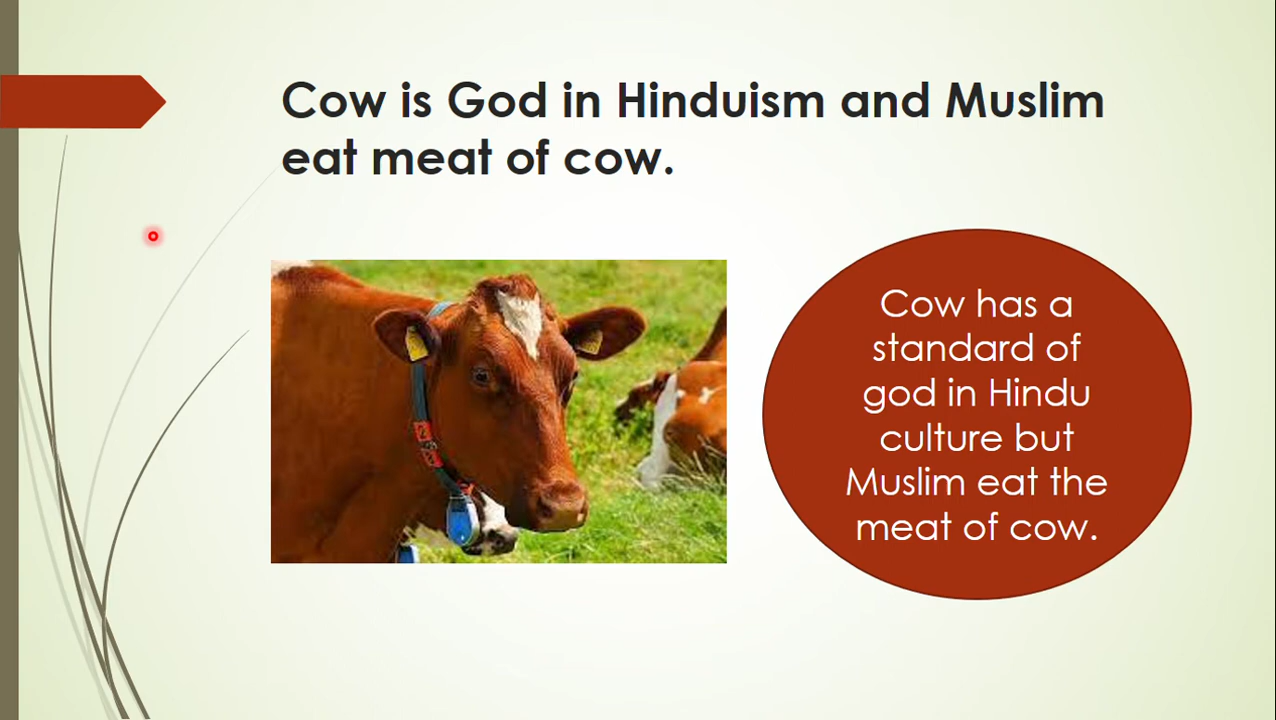 Cow is God in Hinduism and Muslim
eat meat of cow.
Cow has a
standard of
god in Hindu
culture but
Muslim eat the
meat of cow.